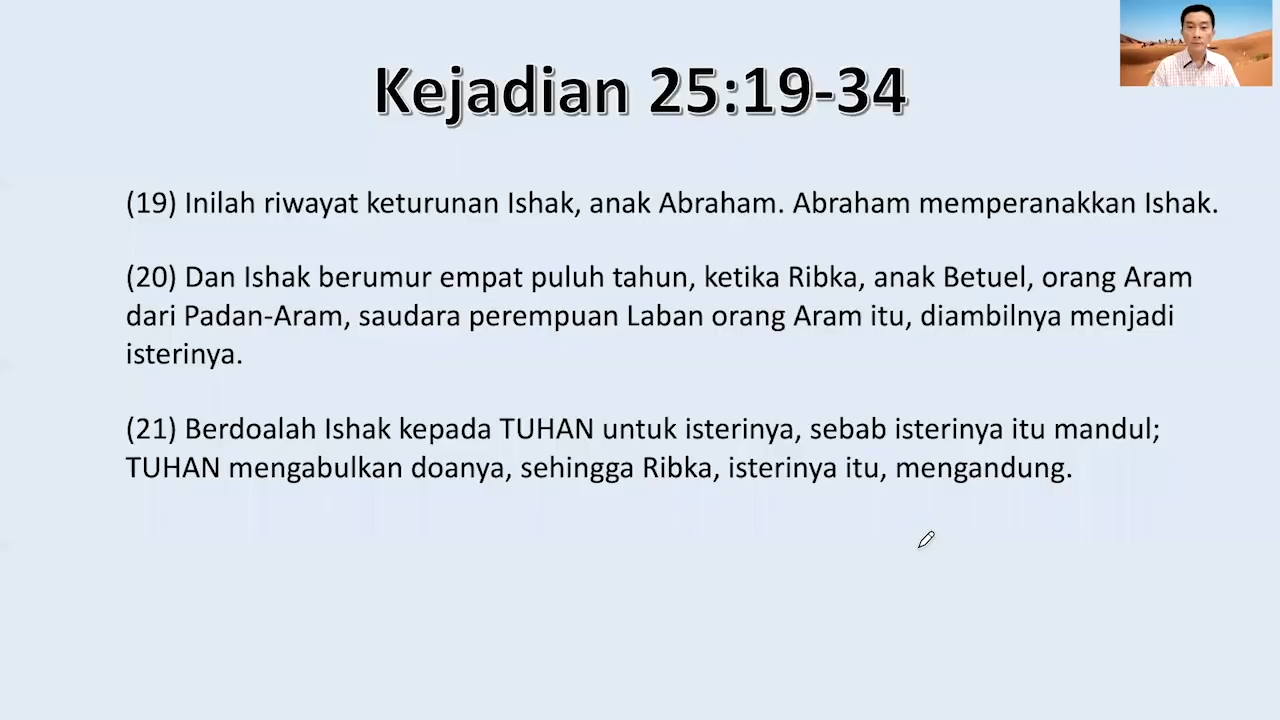 Kejadian 25:19-34
(19) Inilah riwayat keturunan Ishak, anak Abraham. Abraham memperanakkan Ishak.
(20) Dan Ishak berumur empat puluh tahun, ketika Ribka, anak Betuel, orang Aram
dari Padan-Aram, saudara perempuan Laban orang Aram itu, diambilnya menjadi
isterinya.
(21) Berdoalah Ishak kepada TUHAN untuk isterinya, sebab isterinya itu mandul;
TUHAN mengabulkan doanya, sehingga Ribka, isterinya itu, mengandung.